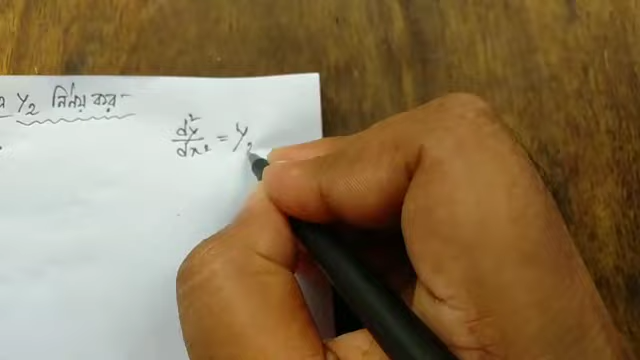 y₂ নির্ণয় কর-
d²y/dx² = y₂